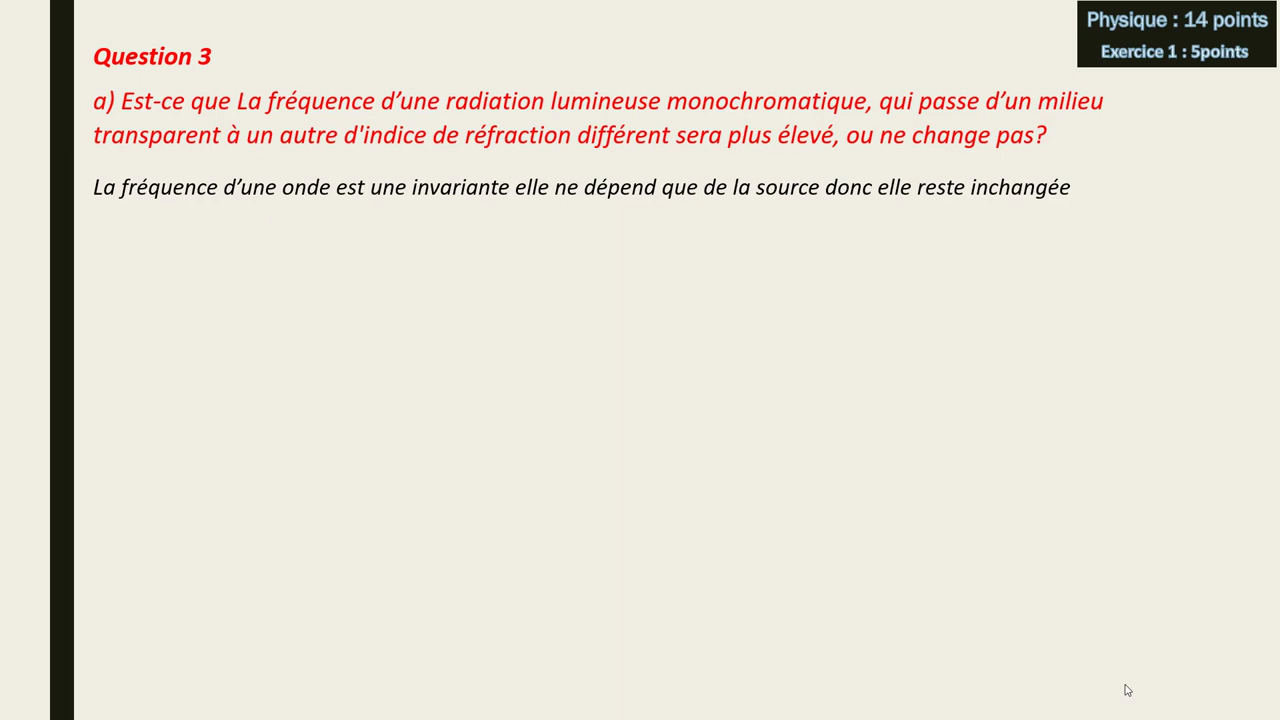 Physique : 14 points
Exercice 1 : 5points
Question 3
a) Est-ce que La fréquence d’une radiation lumineuse monochromatique, qui passe d’un milieu
transparent à un autre d'indice de réfraction différent sera plus élevé, ou ne change pas?
La fréquence d’une onde est une invariante elle ne dépend que de la source donc elle reste inchangée